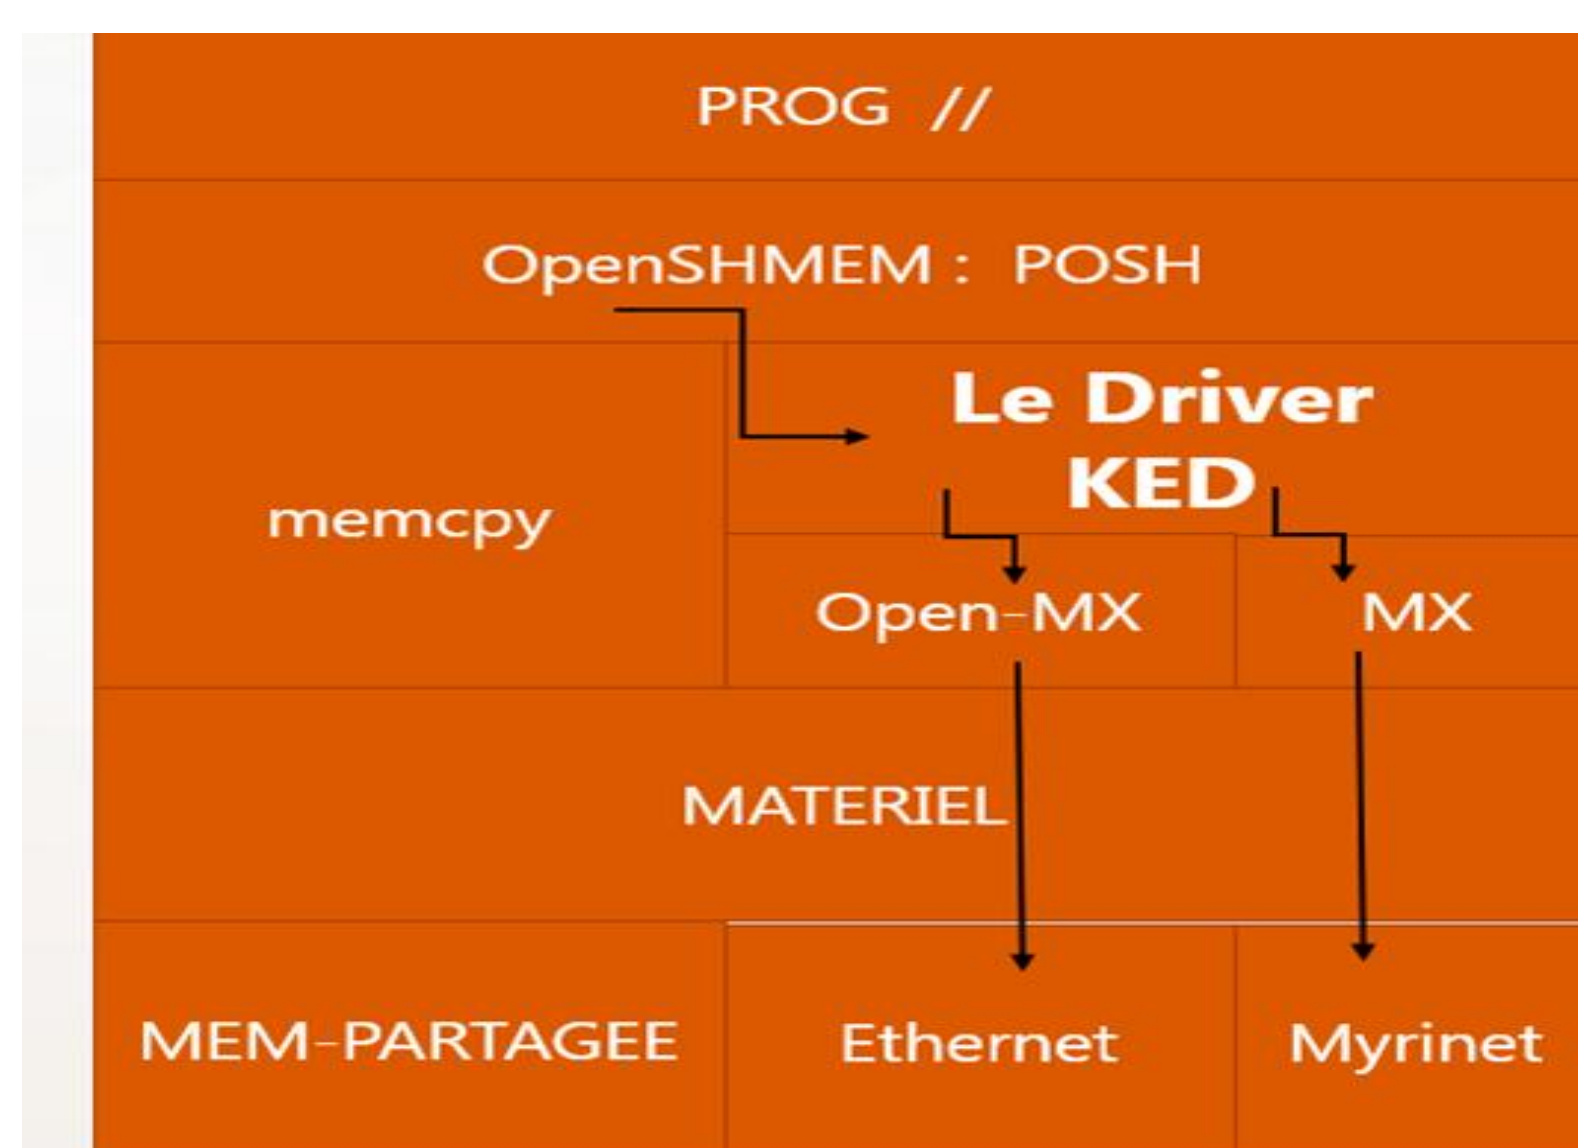 PROG //
OpenSHMEM : POSH
Le Driver
KED
memcpy
Open-MX
MX
MATERIEL
MEM-PARTAGEE
Ethernet
Myrinet